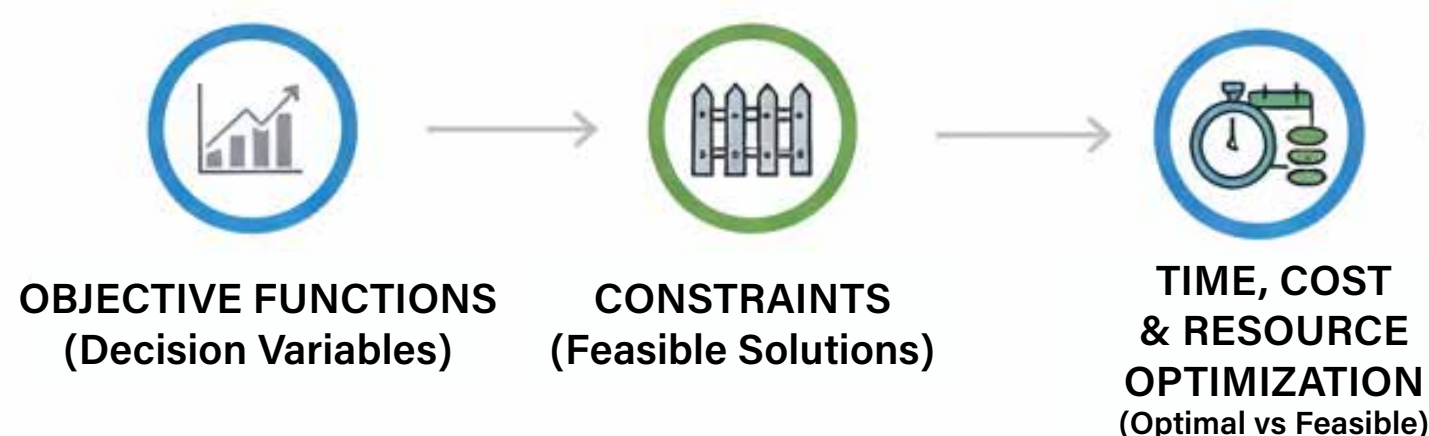 OBJECTIVE FUNCTIONS
(Decision Variables)
CONSTRAINTS
(Feasible Solutions)
TIME, COST
& RESOURCE
OPTIMIZATION
(Optimal vs Feasible)